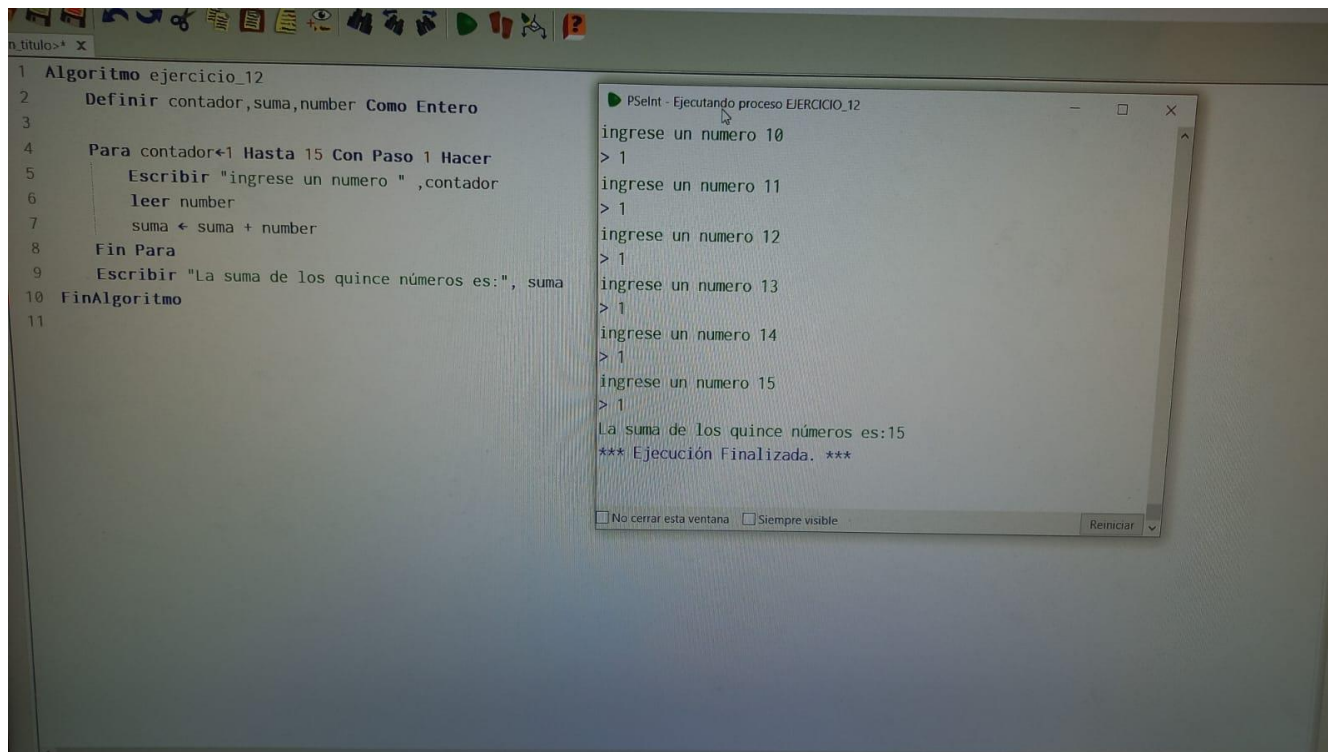 n_titulo>* X
1 Algoritmo ejercicio_12
2 Definir contador,suma,number Como Entero
3
4 Para contador←1 Hasta 15 Con Paso 1 Hacer
5 Escribir "ingrese un numero " ,contador
6 leer number
7 suma ← suma + number
8 Fin Para
9 Escribir "La suma de los quince números es:", suma
10 FinAlgoritmo
11
PSeInt - Ejecutando proceso EJERCICIO_12
ingrese un numero 10
> 1
ingrese un numero 11
> 1
ingrese un numero 12
> 1
ingrese un numero 13
> 1
ingrese un numero 14
> 1
ingrese un numero 15
> 1
La suma de los quince números es:15
*** Ejecución Finalizada. ***
No cerrar esta ventana Siempre visible Reiniciar